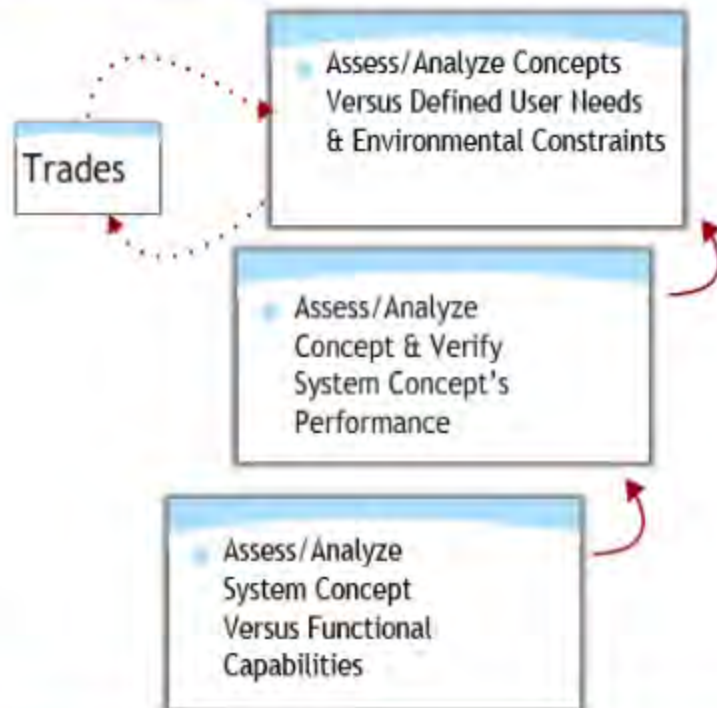 Assess/Analyze Concepts
Versus Defined User Needs
& Environmental Constraints
Trades
Assess/Analyze
Concept & Verify
System Concept's
Performance
Assess/Analyze
System Concept
Versus Functional
Capabilities